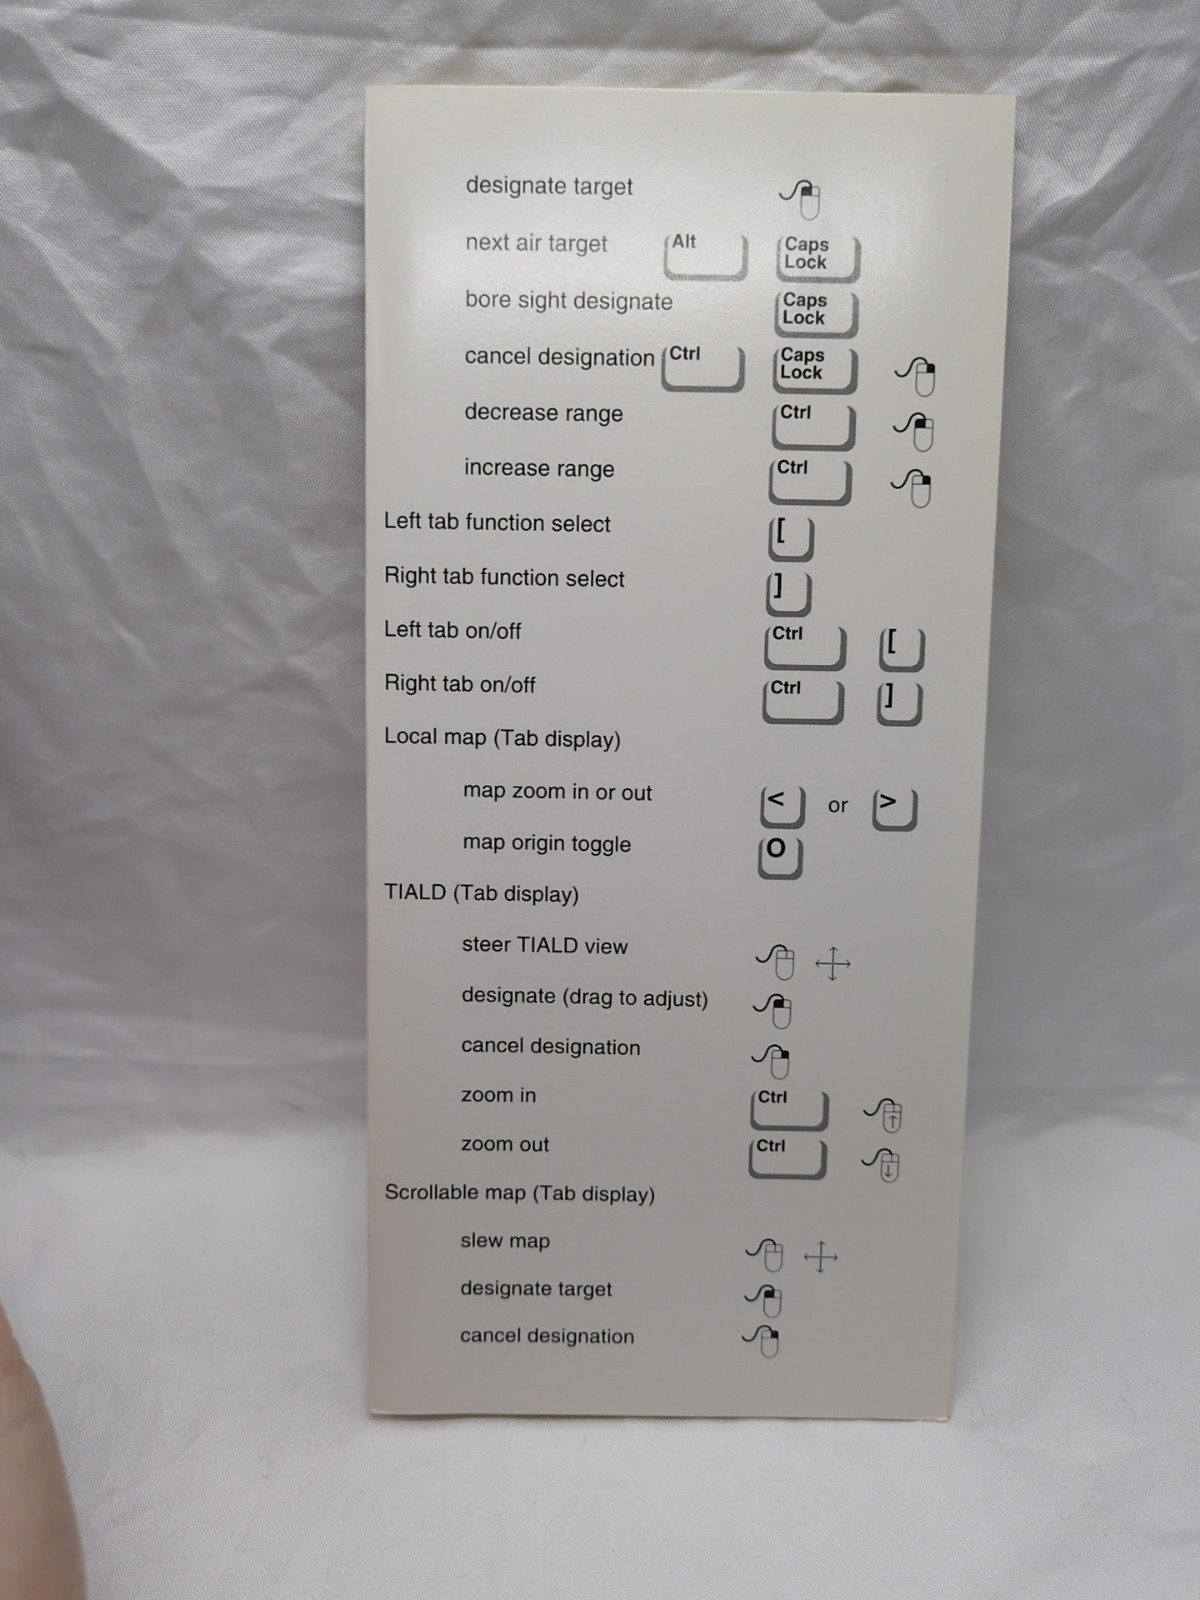 designate target
next air target Alt Caps Lock
bore sight designate Caps Lock
cancel designation Ctrl Caps Lock
decrease range Ctrl
increase range Ctrl
Left tab function select [
Right tab function select ]
Left tab on/off Ctrl [
Right tab on/off Ctrl ]
Local map (Tab display)
map zoom in or out < or >
map origin toggle O
TIALD (Tab display)
steer TIALD view
designate (drag to adjust)
cancel designation
zoom in Ctrl
zoom out Ctrl
Scrollable map (Tab display)
slew map
designate target
cancel designation